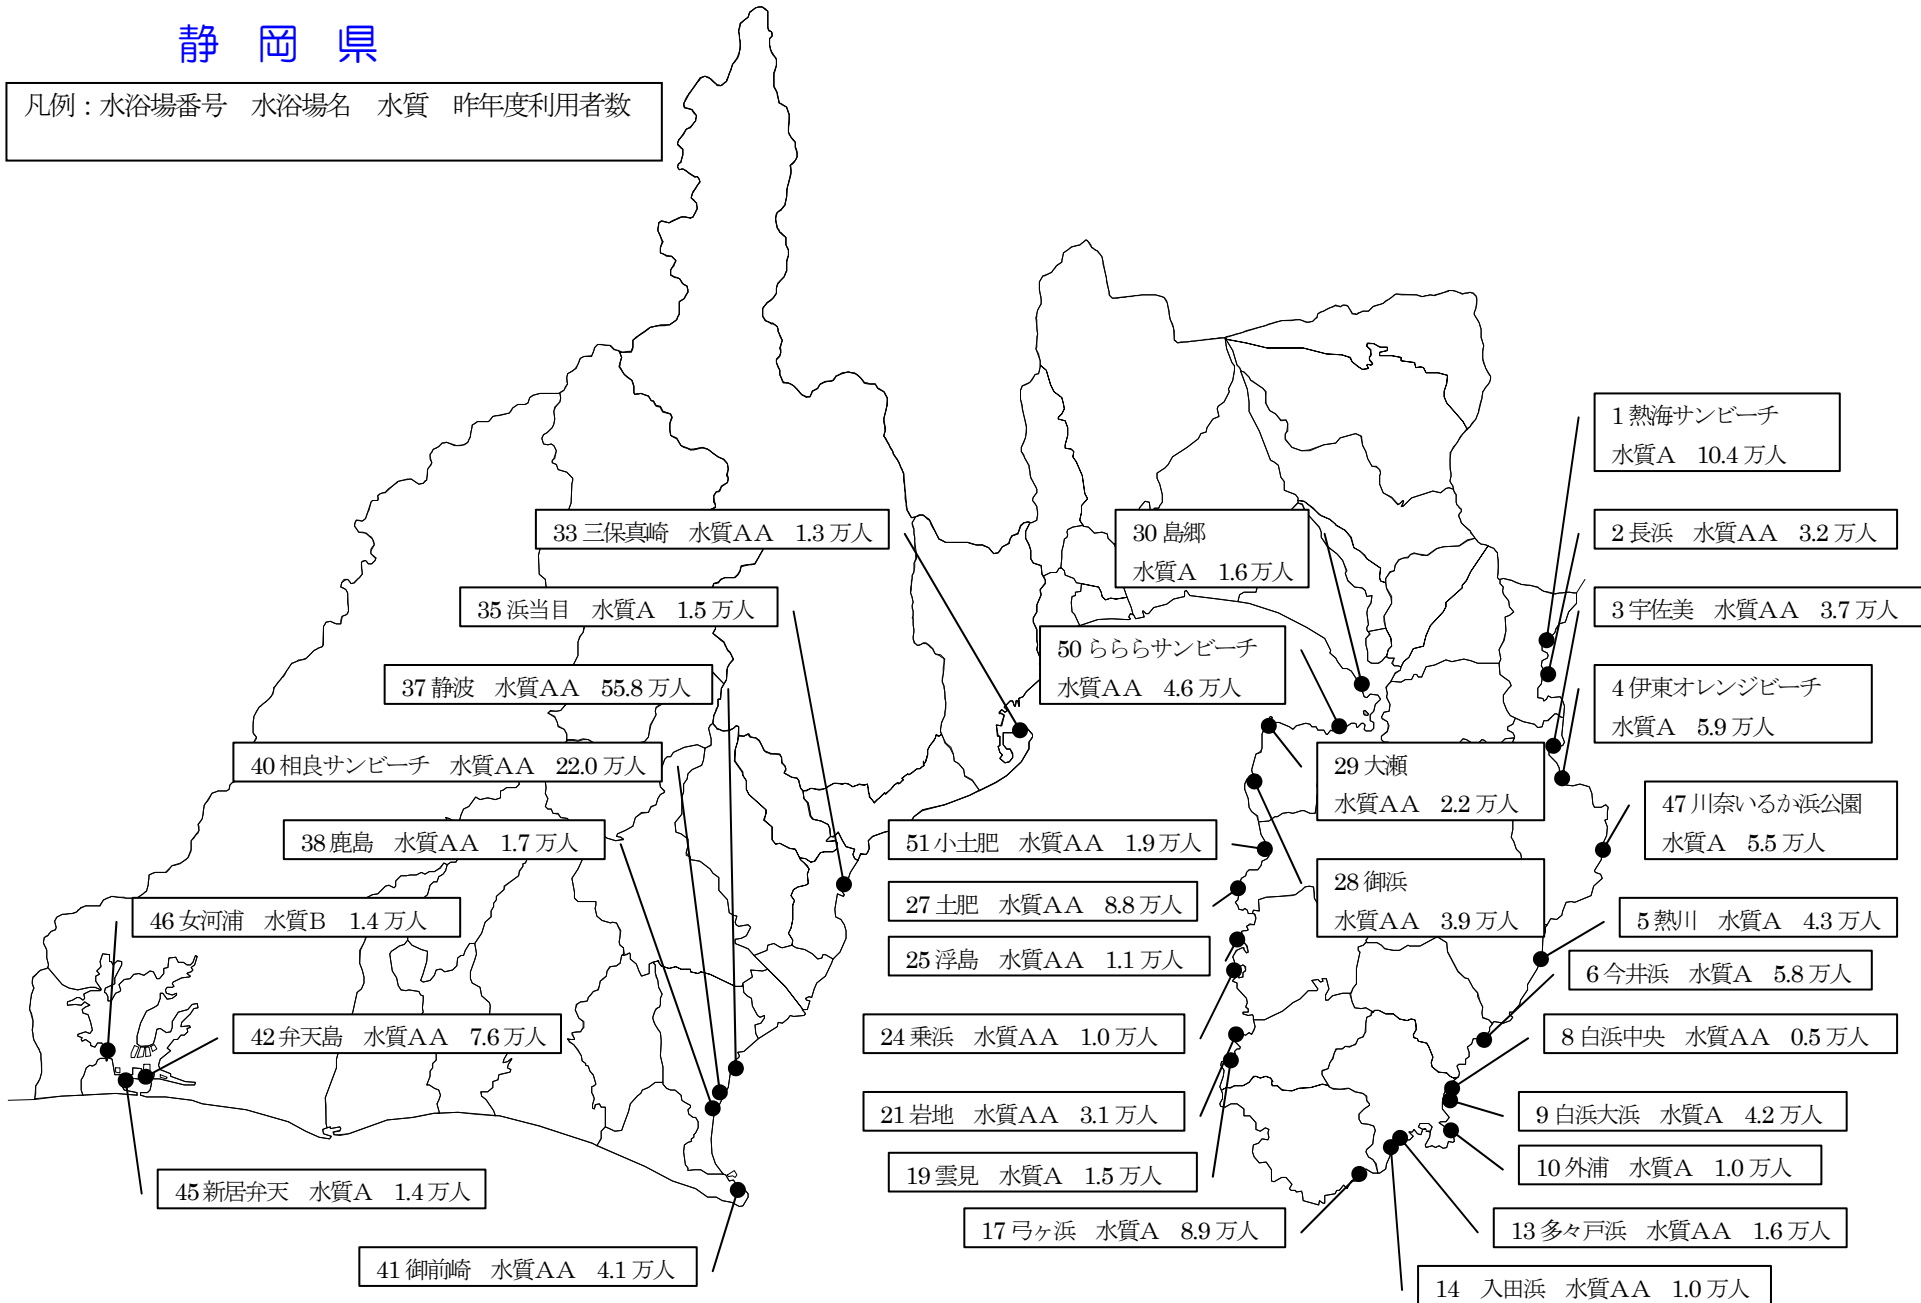 静岡県
凡例：水浴場番号　水浴場名　水質　昨年度利用者数
1 熱海サンビーチ
水質A　10.4 万人
33 三保真崎　水質AA　1.3 万人
30 島郷
水質A　1.6 万人
2 長浜　水質AA　3.2 万人
35 浜当目　水質A　1.5 万人
3 宇佐美　水質AA　3.7 万人
50 らららサンビーチ
水質AA　4.6 万人
37 静波　水質AA　55.8 万人
4 伊東オレンジビーチ
水質A　5.9 万人
40 相良サンビーチ　水質AA　22.0 万人
29 大瀬
水質AA　2.2 万人
47 川奈いるか浜公園
水質A　5.5 万人
38 鹿島　水質AA　1.7 万人
51 小土肥　水質AA　1.9 万人
28 御浜
水質AA　3.9 万人
27 土肥　水質AA　8.8 万人
46 女河浦　水質B　1.4 万人
5 熱川　水質A　4.3 万人
25 浮島　水質AA　1.1 万人
6 今井浜　水質A　5.8 万人
42 弁天島　水質AA　7.6 万人
24 乗浜　水質AA　1.0 万人
8 白浜中央　水質AA　0.5 万人
21 岩地　水質AA　3.1 万人
9 白浜大浜　水質A　4.2 万人
19 雲見　水質A　1.5 万人
10 外浦　水質A　1.0 万人
45 新居弁天　水質A　1.4 万人
17 弓ヶ浜　水質A　8.9 万人
13 多々戸浜　水質AA　1.6 万人
41 御前崎　水質AA　4.1 万人
14　入田浜　水質AA　1.0 万人